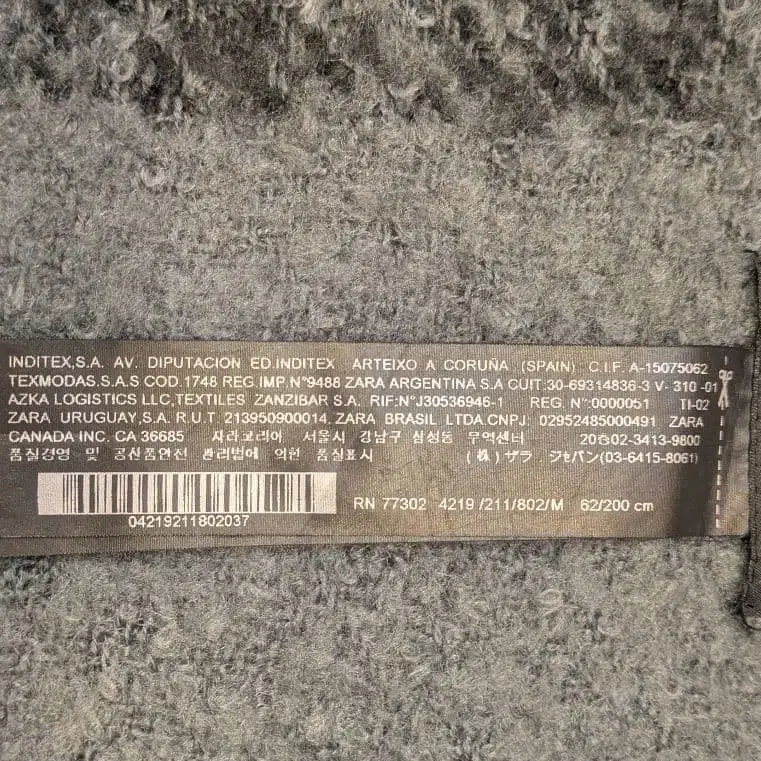 INDITEX,S.A. AV. DIPUTACION ED.INDITEX ARTEIXO A CORUÑA (SPAIN) C.I.F. A-15075062
TEXMODAS.S.A.S COD.1748 REG.IMP.N°9488 ZARA ARGENTINA S.A CUIT:30-69314836-3 V- 310 -01
AZKA LOGISTICS LLC,TEXTILES ZANZIBAR S.A. RIF:N°J30536946-1 REG. N°:0000051 TI-02
ZARA URUGUAY,S.A. R.U.T. 213950900014. ZARA BRASIL LTDA.CNPJ: 02952485000491 ZARA
CANADA INC. CA 36685 자라코리아 서울시 강남구 삼성동 무역센터 20층02-3413-9800
품질경영 및 공산품안전 관리법에 의한 품질표시 (株) ザラ ジャパン(03-6415-8061)
RN 77302 4219 /211/802/M 62/200 cm
04219211802037